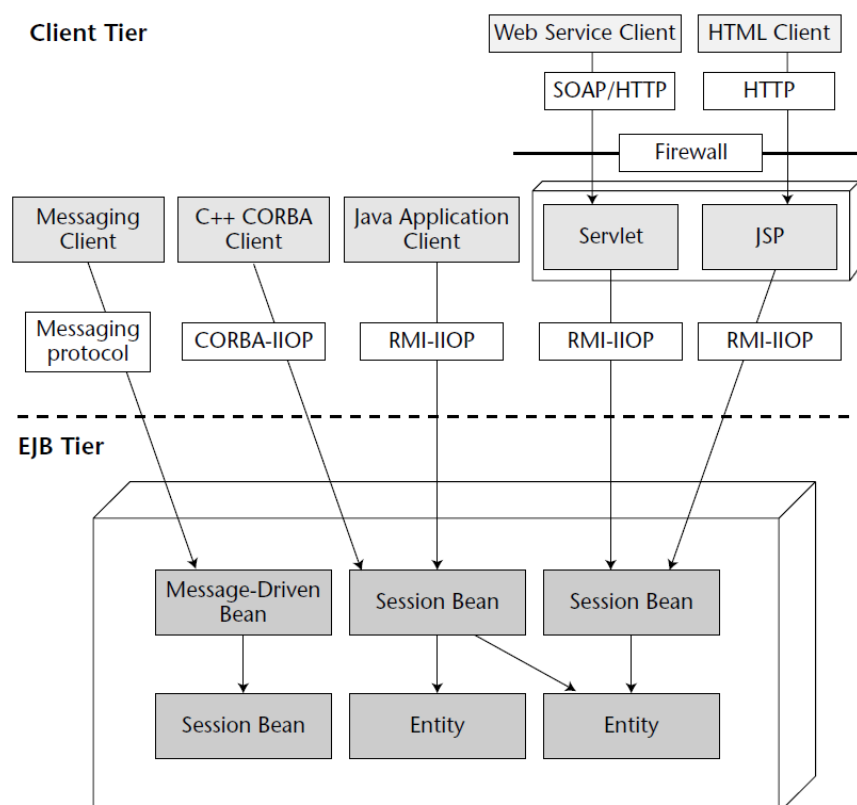 Client Tier
Web Service Client
HTML Client
SOAP/HTTP
HTTP
Firewall
Messaging
Client
C++ CORBA
Client
Java Application
Client
Servlet
JSP
Messaging
protocol
CORBA-IIOP
RMI-IIOP
RMI-IIOP
RMI-IIOP
EJB Tier
Message-Driven
Bean
Session Bean
Session Bean
Session Bean
Entity
Entity